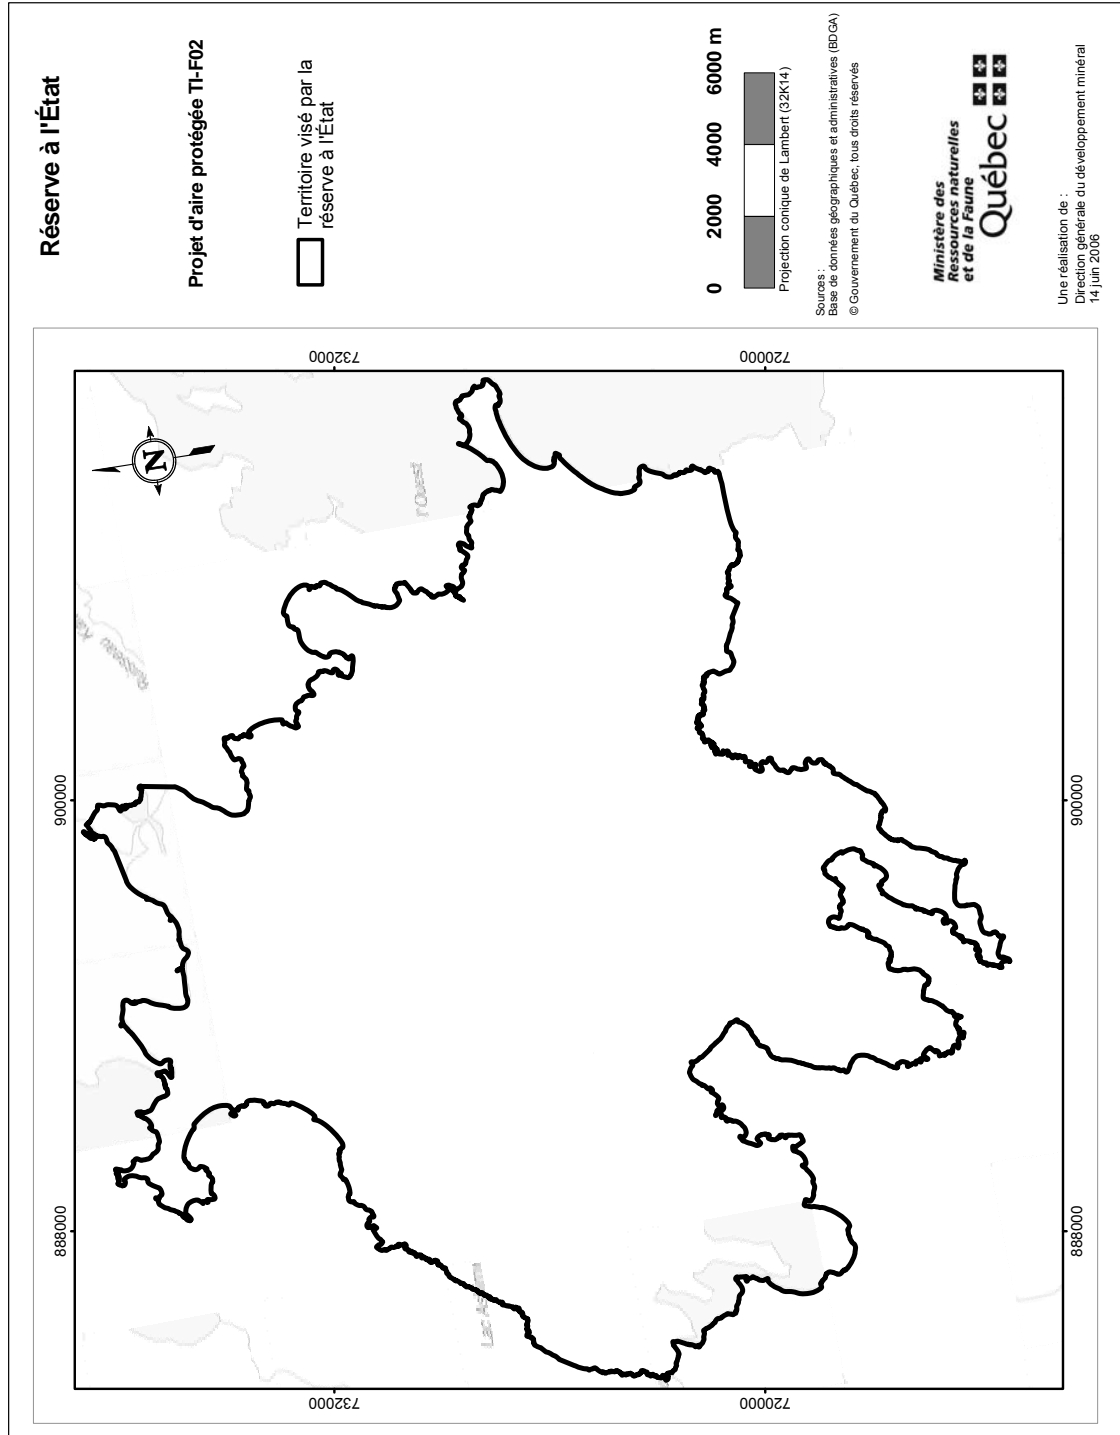 Réserve à l'État
Projet d'aire protégée TI-F02
Territoire visé par la
réserve à l'État
0 2000 4000 6000 m
Projection conique de Lambert (32K14)
Sources :
Base de données géographiques et administratives (BDGA)
© Gouvernement du Québec, tous droits réservés
Ministère des
Ressources naturelles
et de la Faune
Québec
Une réalisation de :
Direction générale du développement minéral
14 juin 2006
888000
900000
732000
732000
720000
720000
888000
900000
N
Ruisseau
r Ouest
Lac